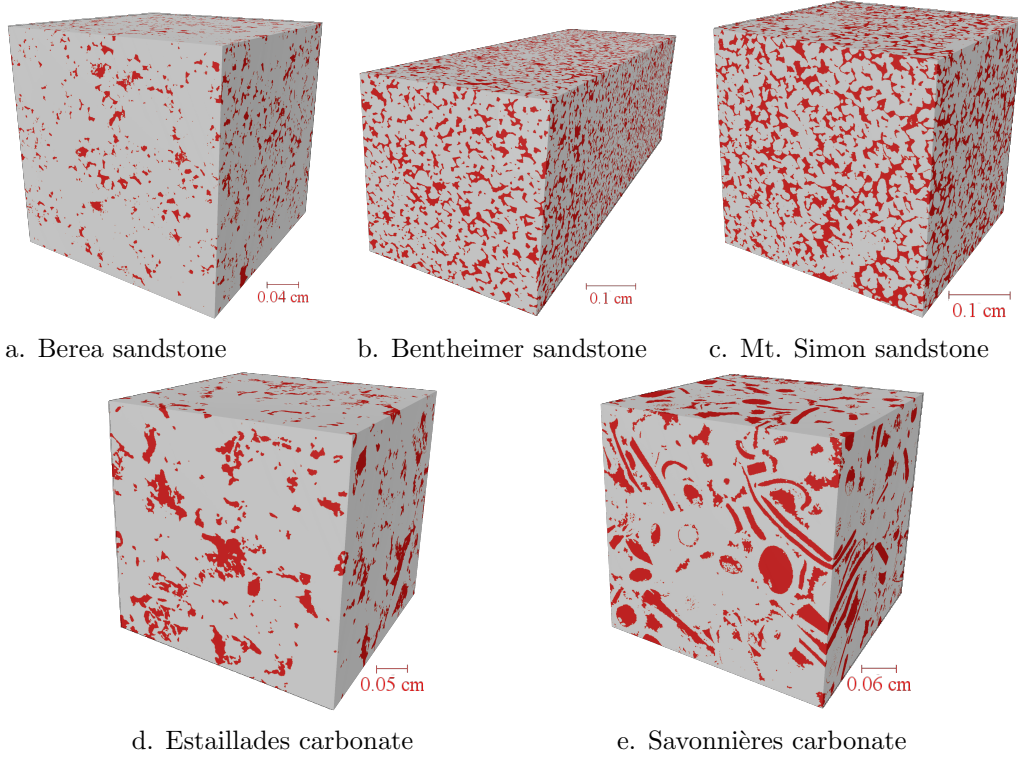 0.04 cm
0.1 cm
0.1 cm
a. Berea sandstone
b. Bentheimer sandstone
c. Mt. Simon sandstone
0.05 cm
0.06 cm
d. Estaillades carbonate
e. Savonnières carbonate